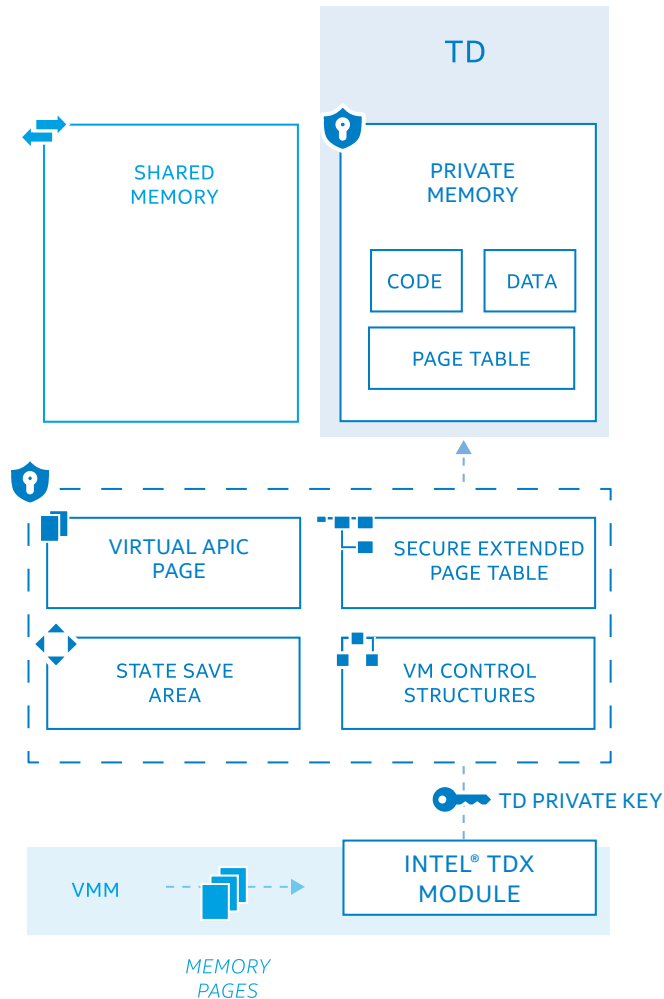 TD
SHARED
MEMORY
PRIVATE
MEMORY
CODE
DATA
PAGE TABLE
VIRTUAL APIC
PAGE
SECURE EXTENDED
PAGE TABLE
STATE SAVE
AREA
VM CONTROL
STRUCTURES
TD PRIVATE KEY
INTEL® TDX
MODULE
VMM
MEMORY
PAGES